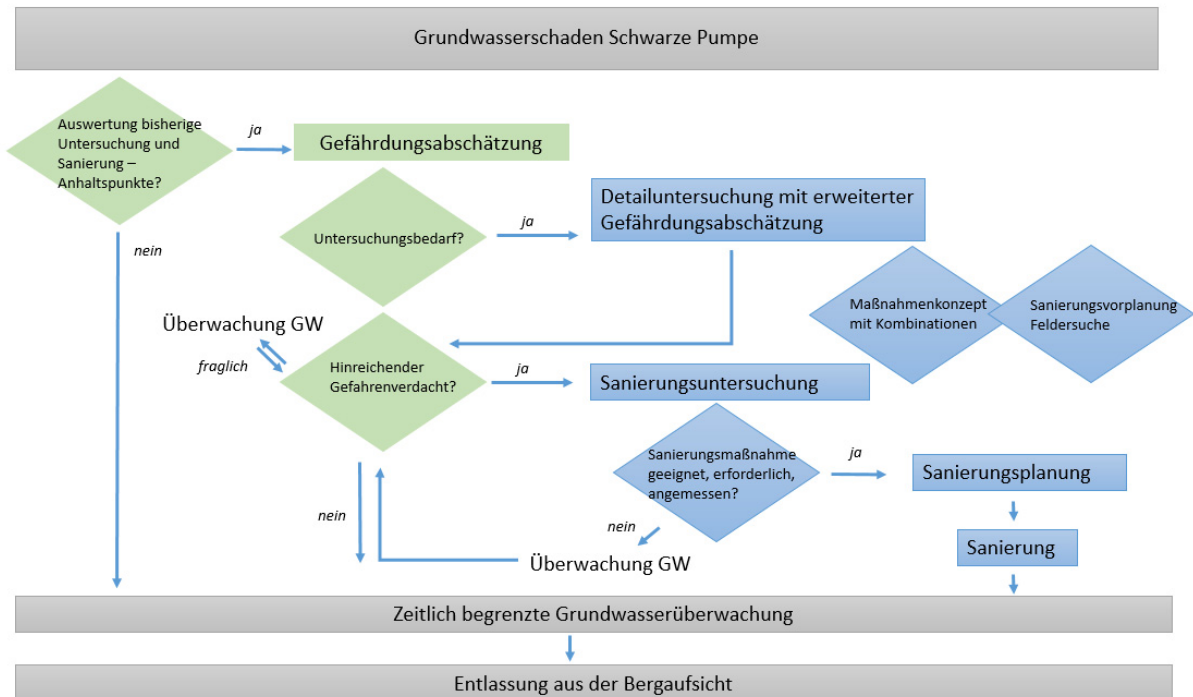 Grundwasserschaden Schwarze Pumpe
Auswertung bisherige
Untersuchung und
Sanierung –
Anhaltspunkte?
ja
Gefährdungsabschätzung
nein
Untersuchungsbedarf?
ja
Detailuntersuchung mit erweiterter
Gefährdungsabschätzung
Maßnahmenkonzept
mit Kombinationen
Sanierungsvorplanung
Feldersuche
Überwachung GW
fraglich
Hinreichender
Gefahrenverdacht?
ja
Sanierungsuntersuchung
Sanierungsmaßnahme
geeignet, erforderlich,
angemessen?
ja
Sanierungsplanung
nein
nein
Überwachung GW
Sanierung
Zeitlich begrenzte Grundwasserüberwachung
Entlassung aus der Bergaufsicht